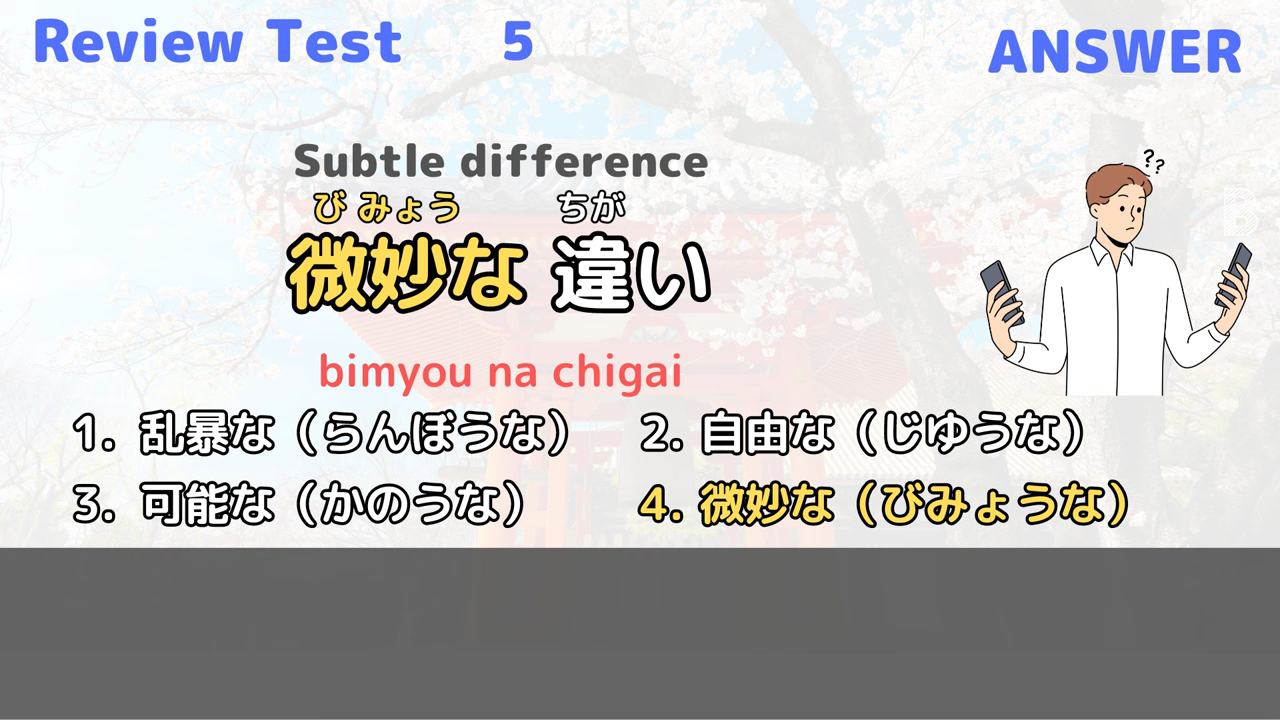 Review Test 5
ANSWER
Subtle difference
びみょう ちが
微妙な 違い
bimyou na chigai
1. 乱暴な（らんぼうな） 2. 自由な（じゆうな）
3. 可能な（かのうな） 4. 微妙な（びみょうな）
??
B